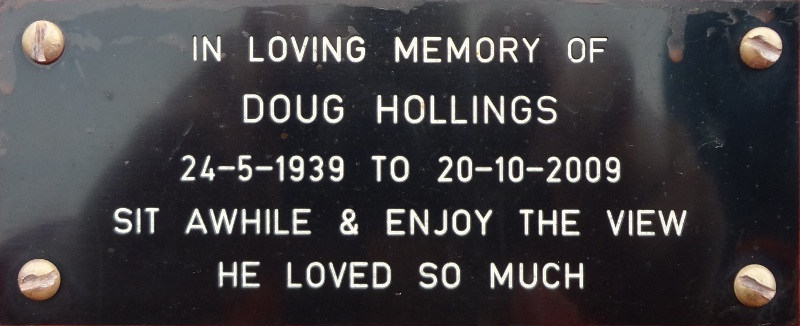 IN LOVING MEMORY OF
DOUG HOLLINGS
24-5-1939 TO 20-10-2009
SIT AWHILE & ENJOY THE VIEW
HE LOVED SO MUCH